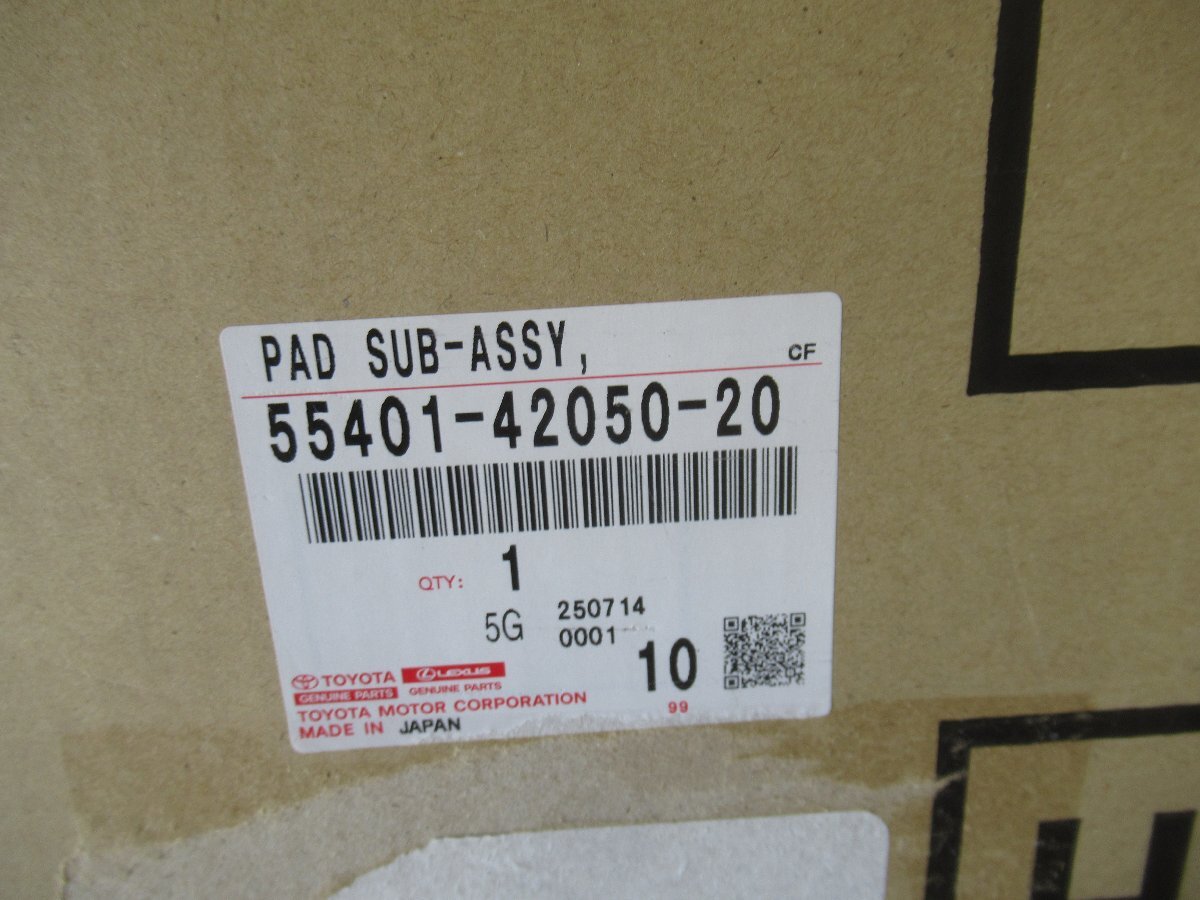 PAD SUB-ASSY,
CF
55401-42050-20
QTY: 1
5G 250714
0001
10
TOYOTA LEXUS
GENUINE PARTS GENUINE PARTS
TOYOTA MOTOR CORPORATION
99
MADE IN JAPAN